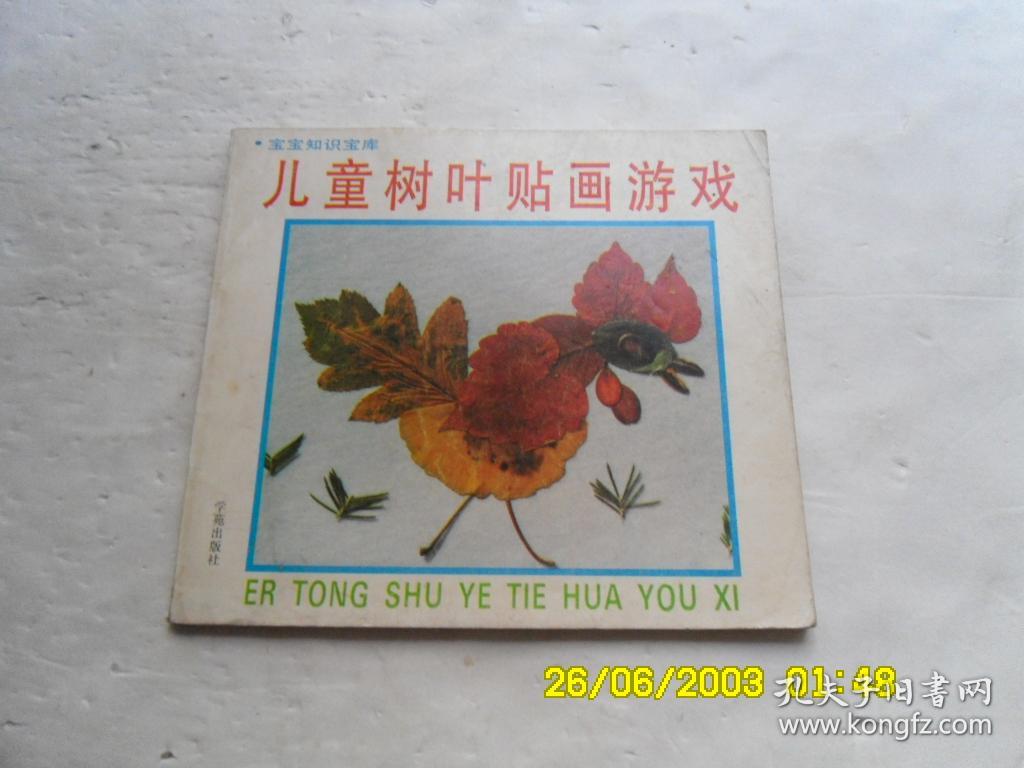 •宝宝知识宝库
儿童树叶贴画游戏
学苑出版社
ER TONG SHU YE TIE HUA YOU XI
26/06/2003 01:48
孔夫子旧書网
www.kongfz.com